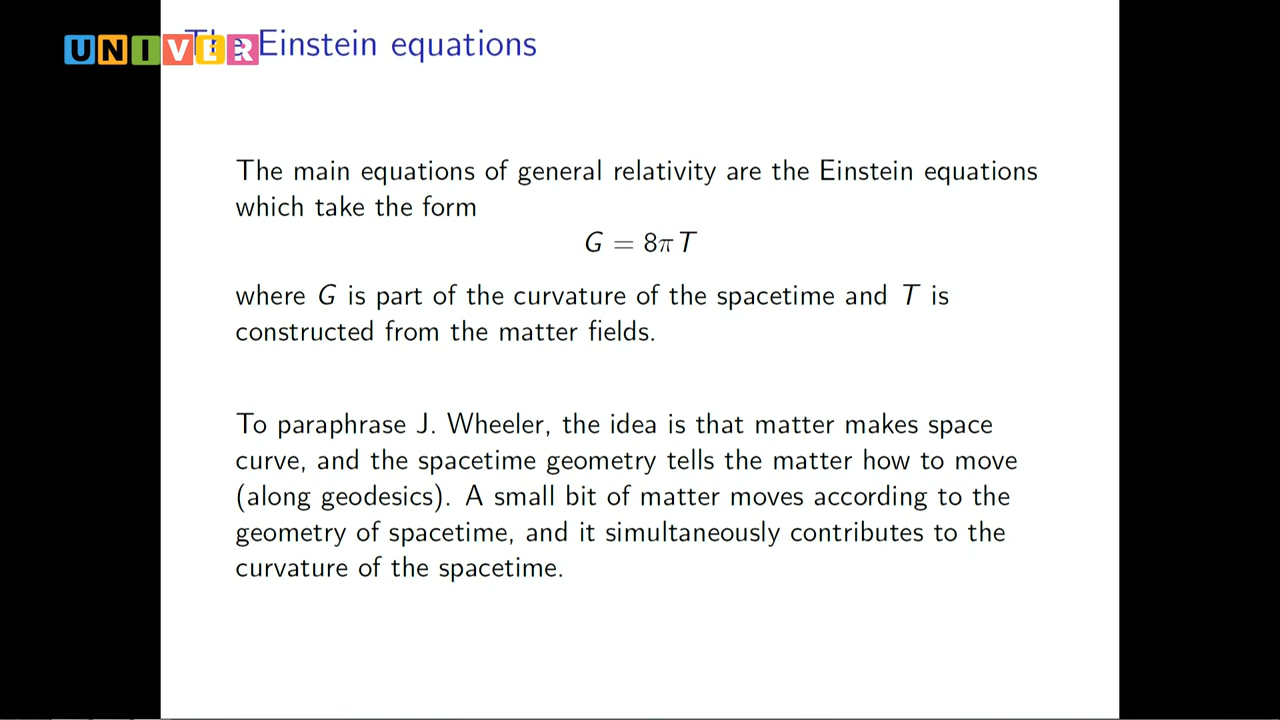 UNIVER
The Einstein equations
The main equations of general relativity are the Einstein equations
which take the form
G = 8πT
where G is part of the curvature of the spacetime and T is
constructed from the matter fields.
To paraphrase J. Wheeler, the idea is that matter makes space
curve, and the spacetime geometry tells the matter how to move
(along geodesics). A small bit of matter moves according to the
geometry of spacetime, and it simultaneously contributes to the
curvature of the spacetime.